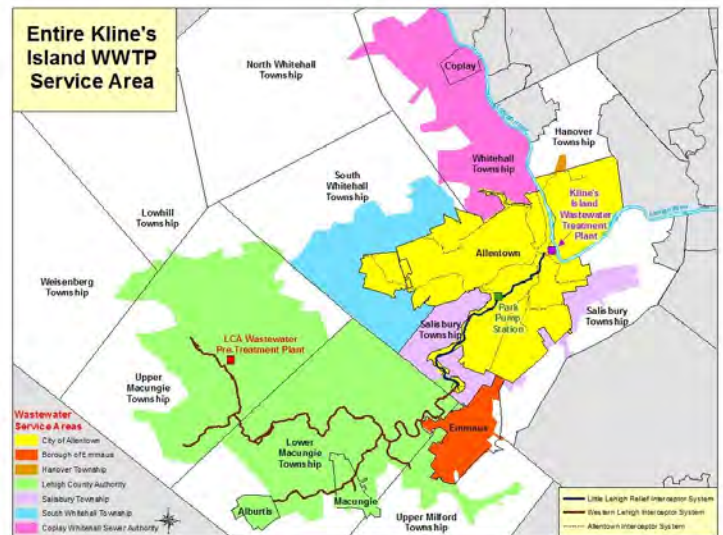 Entire Kline's
Island WWTP
Service Area
North Whitehall
Township
Coplay
Lehigh River
Hanover
Township
Whitehall
Township
South
Whitehall
Township
Kline's
Island
Wastewater
Treatment
Plant
Lehigh River
Lowhill
Township
Allentown
Weisenberg
Township
Salisbury
Township
Park
Pump
Station
Salisbury
Township
LCA Wastewater
Pre-Treatment Plant
Upper
Macungie
Township
Emmaus
Lower
Macungie
Township
Macungie
Alburtis
Upper Milford
Township
Wastewater
Service Areas
City of Allentown
Borough of Emmaus
Hanover Township
Lehigh County Authority
Salisbury Township
South Whitehall Township
Coplay Whitehall Sewer Authority
Little Lehigh Relief Interceptor System
Western Lehigh Interceptor System
Allentown Interceptor System